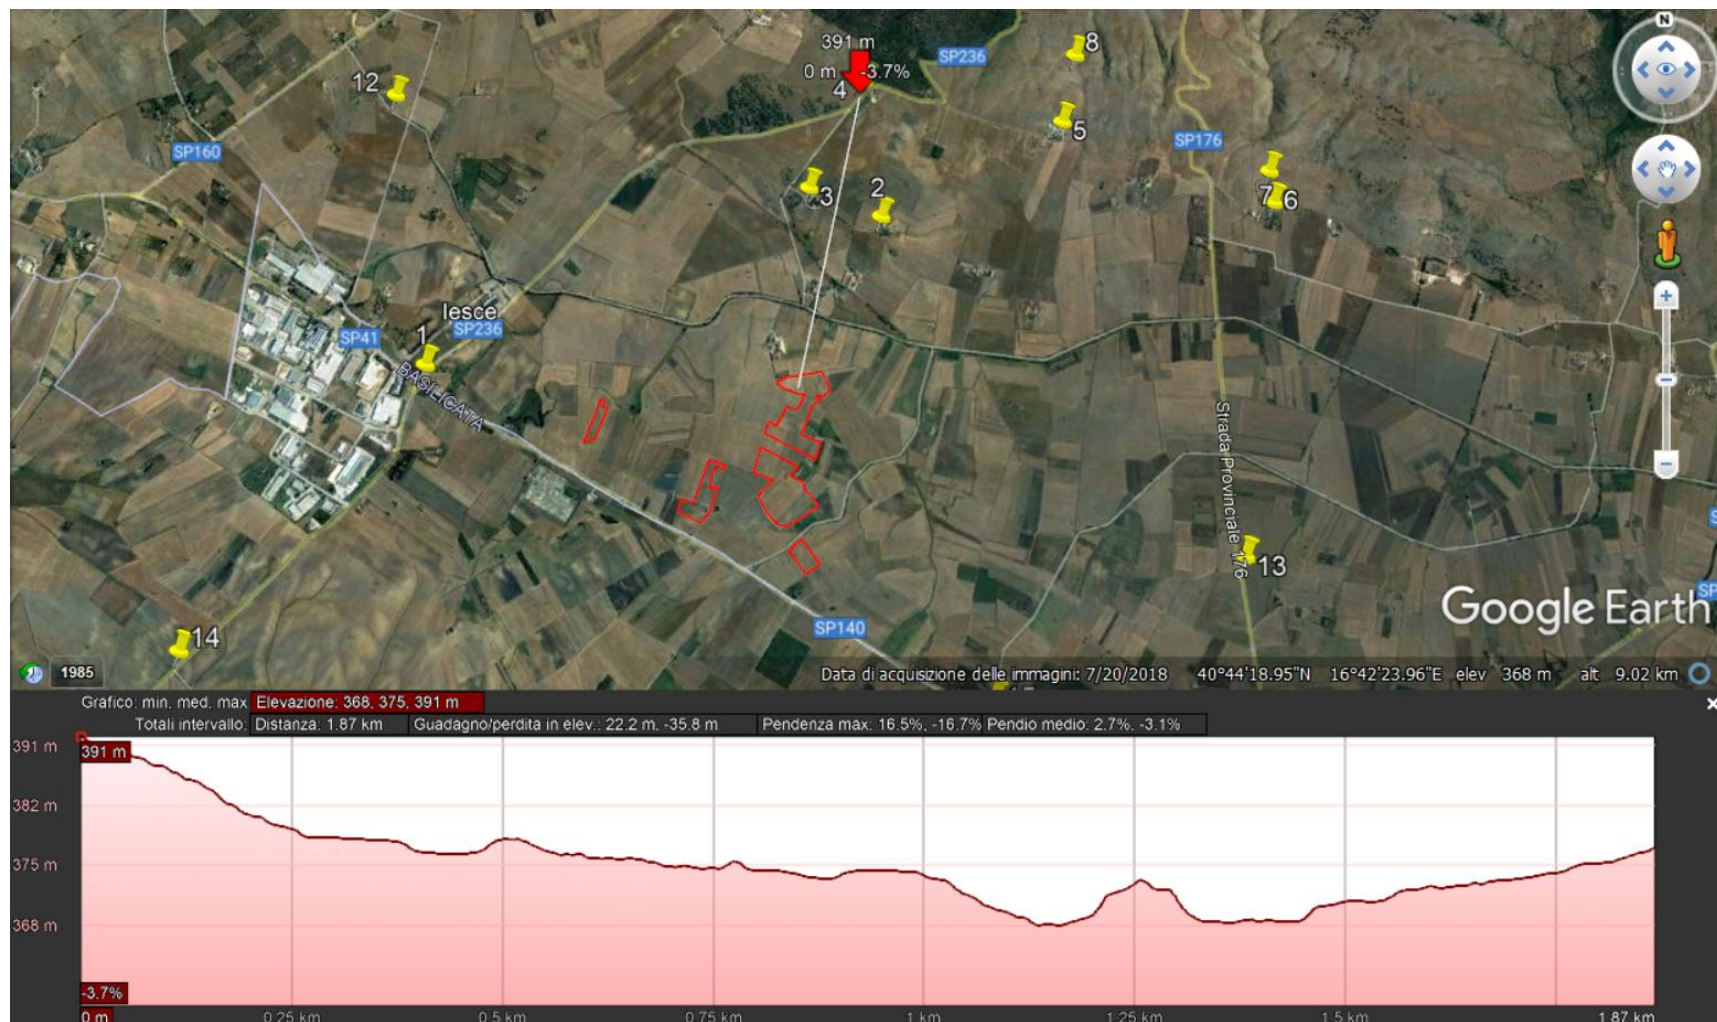 N
391 m
8
SP236
0 m
-3.7%
12
4
5
SP160
SP176
3
2
7
6
Iesce
SP236
SP41
1
BASILICATA
Strada Provinciale 176
13
14
SP140
Google Earth
1985
Data di acquisizione delle immagini: 7/20/2018 40°44'18.95"N 16°42'23.96"E elev 368 m alt 9.02 km
Grafico: min. med. max Elevazione: 368, 375, 391 m
Totali intervallo: Distanza: 1.87 km Guadagno/perdita in elev.: 22.2 m. -35.8 m Pendenza max: 16.5%, -16.7% Pendio medio: 2.7%, -3.1%
391 m
391 m
382 m
375 m
368 m
-3.7%
0 m 0.25 km 0.5 km 0.75 km 1 km 1.25 km 1.5 km 1.87 km